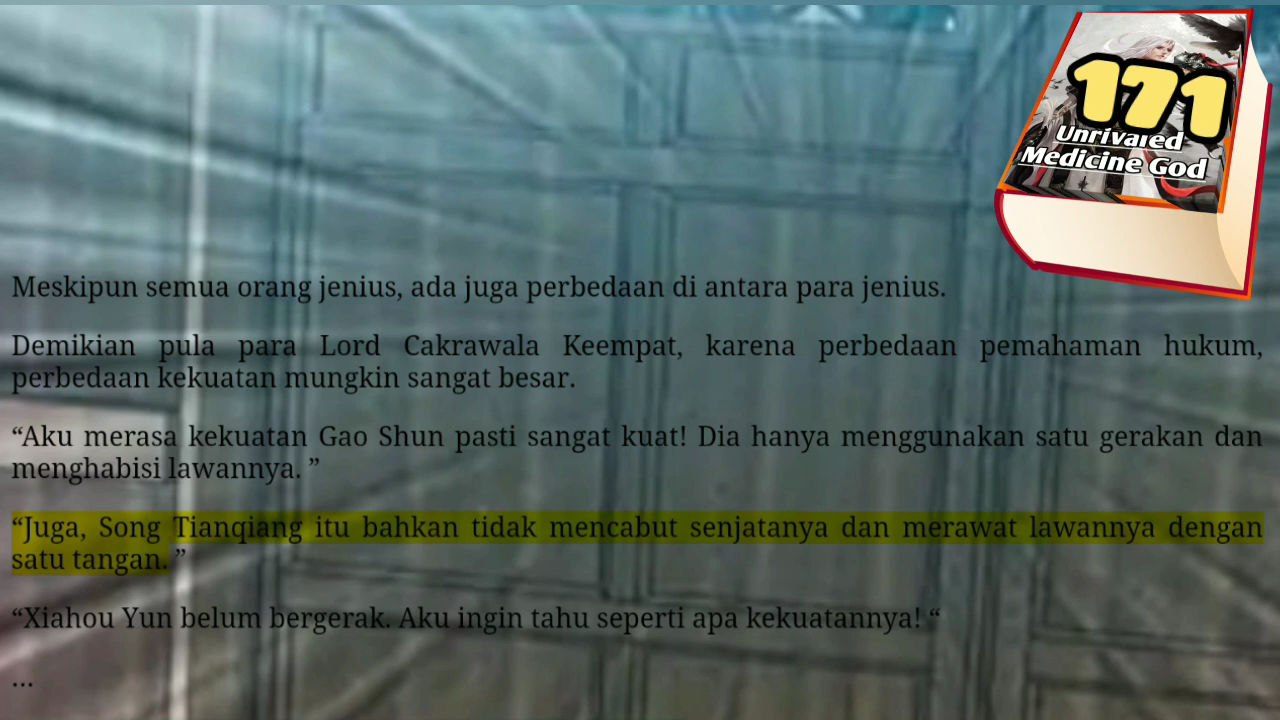 171
Unrivaled
Medicine God
Meskipun semua orang jenius, ada juga perbedaan di antara para jenius.
Demikian pula para Lord Cakrawala Keempat, karena perbedaan pemahaman hukum,
perbedaan kekuatan mungkin sangat besar.
“Aku merasa kekuatan Gao Shun pasti sangat kuat! Dia hanya menggunakan satu gerakan dan
menghabisi lawannya. ”
“Juga, Song Tianqiang itu bahkan tidak mencabut senjatanya dan merawat lawannya dengan
satu tangan. ”
“Xiahou Yun belum bergerak. Aku ingin tahu seperti apa kekuatannya! “
...